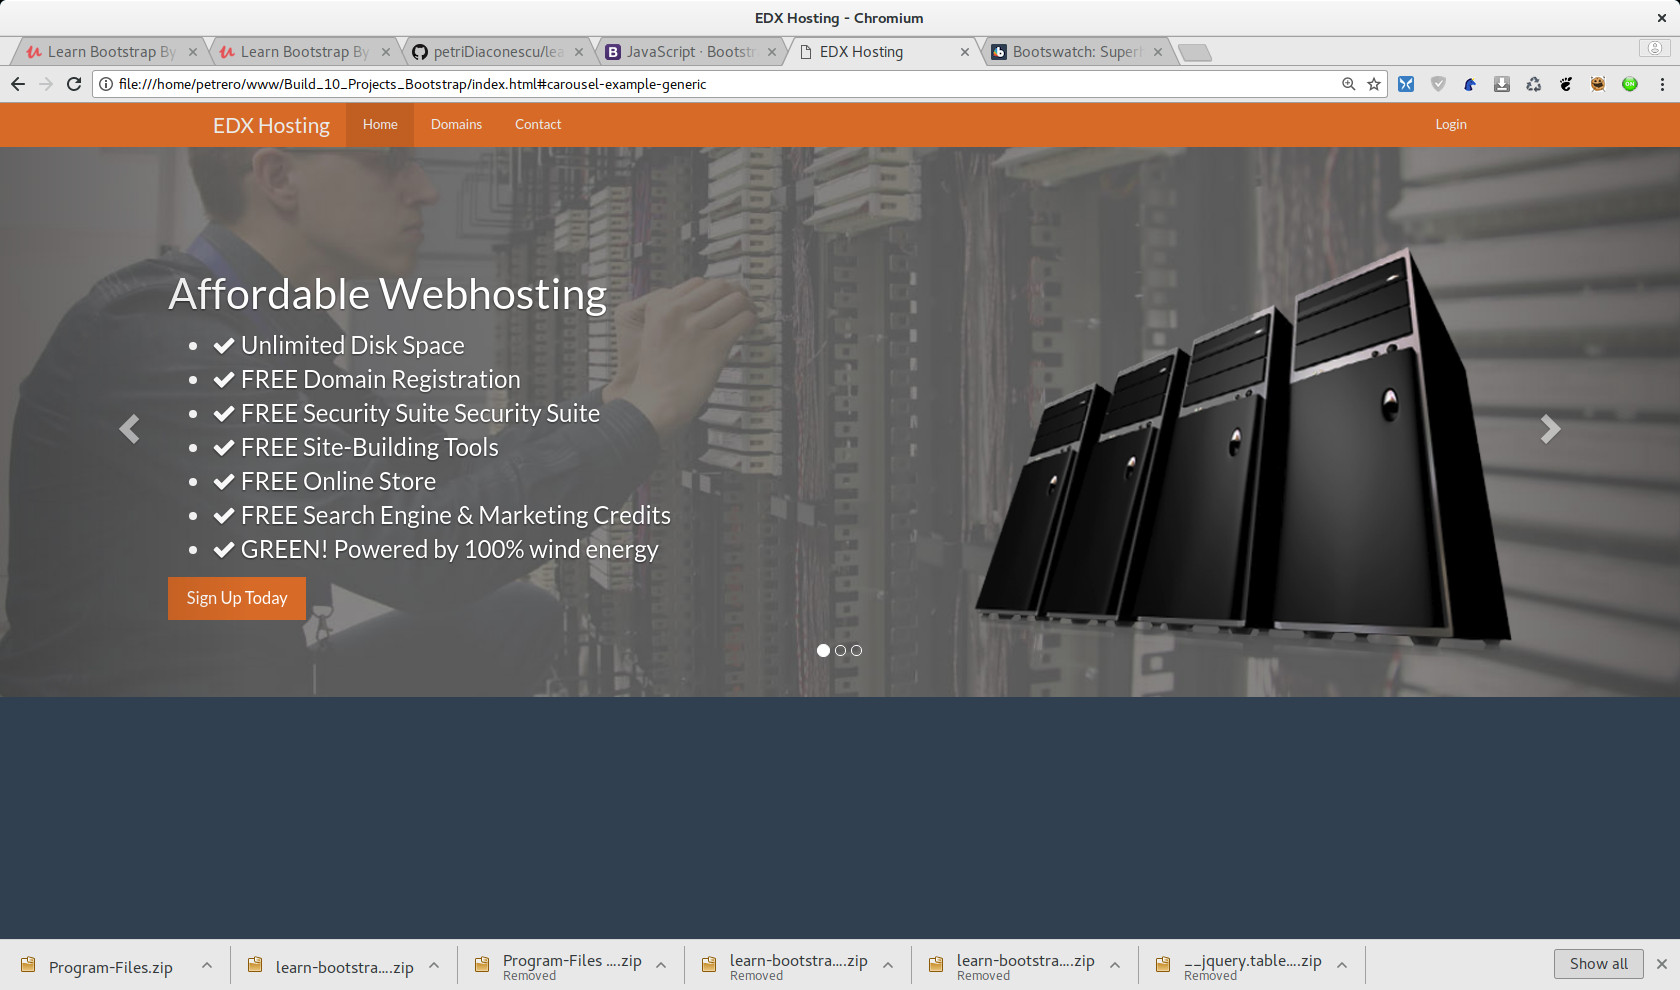 EDX Hosting - Chromium
Learn Bootstrap By
Learn Bootstrap By
petriDiaconescu/lea
JavaScript · Bootstr
EDX Hosting
Bootswatch: Superh
file:///home/petrero/www/Build_10_Projects_Bootstrap/index.html#carousel-example-generic
EDX Hosting
Home
Domains
Contact
Login
Affordable Webhosting
Unlimited Disk Space
FREE Domain Registration
FREE Security Suite Security Suite
FREE Site-Building Tools
FREE Online Store
FREE Search Engine & Marketing Credits
GREEN! Powered by 100% wind energy
Sign Up Today
Program-Files.zip
learn-bootstra....zip
Program-Files ....zip
Removed
learn-bootstra....zip
Removed
learn-bootstra....zip
Removed
__jquery.table....zip
Removed
Show all